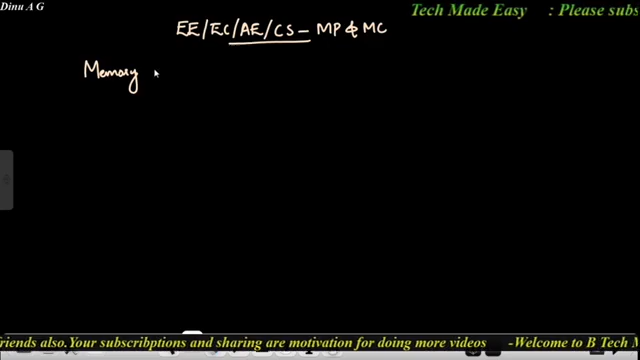 Dinu A G
Tech Made Easy : Please subs
EE/EC/AE/CS - MP & MC
Memory
friends also.Your subscribptions and sharing are motivation for doing more videos -Welcome to B Tech M